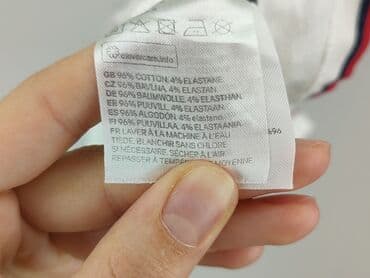 clevercare.info
GB 96% COTTON, 4% ELASTANE
CZ 96% BAVLNA, 4% ELASTAN
DE 96% BAUMWOLLE, 4% ELASTHAN
EE 96% PUUVILL, 4% ELASTAAN
ES 96% ALGODÓN, 4% elastano
FI 96% PUUVILLAA, 4% ELASTAANIA
FR LAVER A LA MACHINE A L'EAU
TIEDE, BLANCHIR SANS CHLORE
SI NÉCESSAIRE, SÉCHER A L'AIR
REPASSER À TEMPÉRATURE MOYENNE